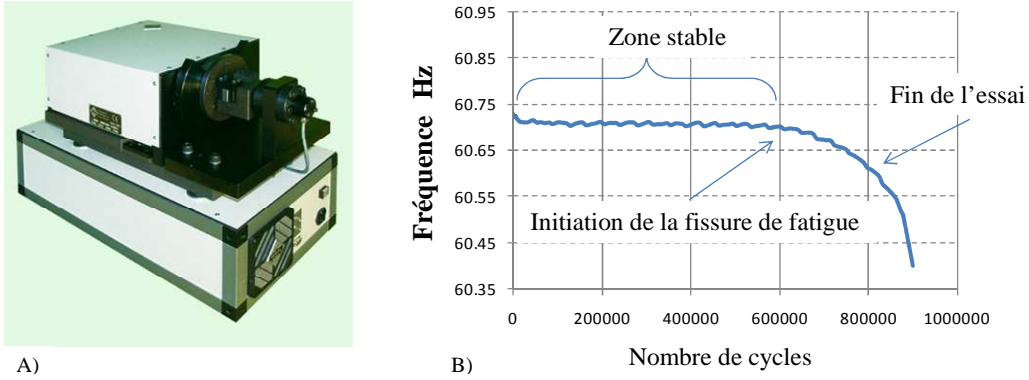 60.95
60.85
60.75
60.65
60.55
60.45
60.35
Fréquence Hz
Zone stable
Fin de l’essai
Initiation de la fissure de fatigue
0
200000
400000
600000
800000
1000000
Nombre de cycles
A)
B)